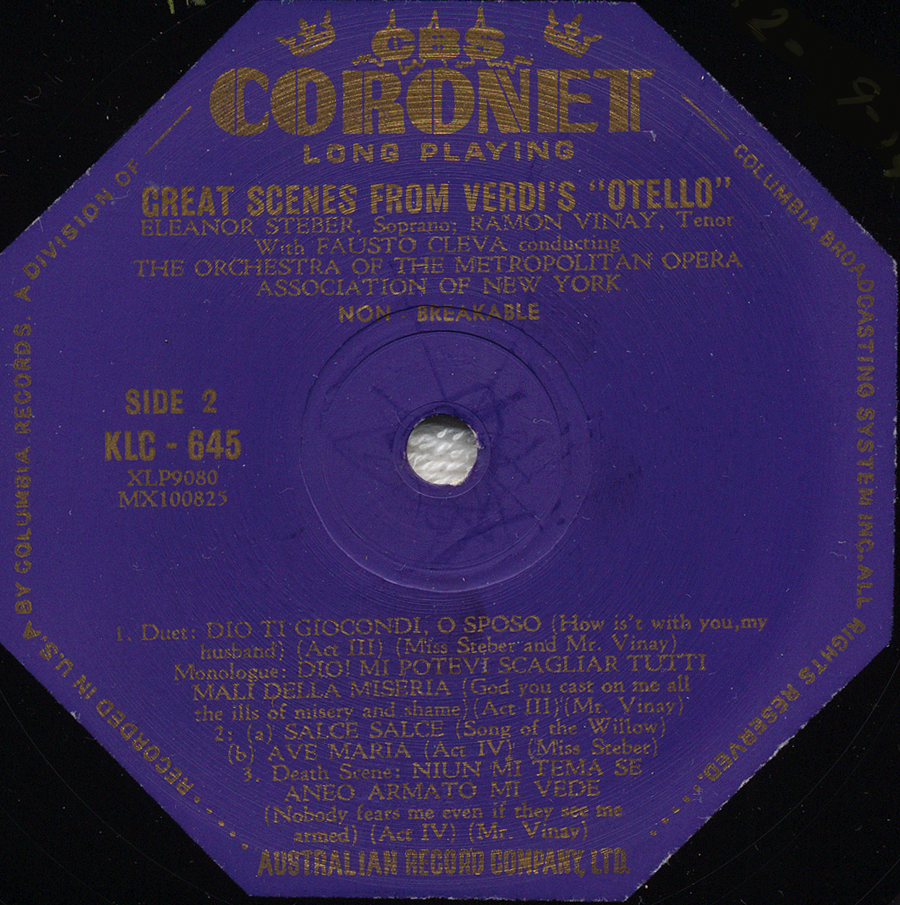 CBS
CORONET
LONG PLAYING
GREAT SCENES FROM VERDI'S "OTELLO"
ELEANOR STEBER, Soprano; RAMON VINAY, Tenor
With FAUSTO CLEVA conducting
THE ORCHESTRA OF THE METROPOLITAN OPERA
ASSOCIATION OF NEW YORK
NON BREAKABLE
SIDE 2
KLC - 645
XLP9080
MX100825
1. Duet: DIO TI GIOCONDI, O SPOSO (How is't with you,my
husband) (Act III) (Miss Steber and Mr. Vinay)
Monologue: DIO! MI POTEVI SCAGLIAR TUTTI
MALI DELLA MISERIA (God you cast on me all
the ills of misery and shame)(Act III)(Mr. Vinay)
2: (a) SALCE SALCE (Song of the Willow)
(b) AVE MARIA (Act IV) (Miss Steber)
3. Death Scene: NIUN MI TEMA SE
ANEO ARMATO MI VEDE
(Nobody fears me even if they see me
armed) (Act IV) (Mr. Vinay)
AUSTRALIAN RECORD COMPANY, LTD.
RECORDED IN U.S.A BY COLUMBIA RECORDS. A DIVISION OF COLUMBIA BROADCASTING SYSTEM INC. ALL RIGHTS RESERVED.